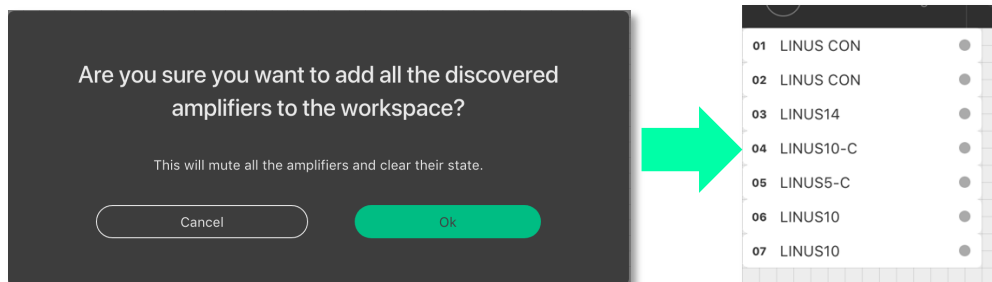 Are you sure you want to add all the discovered
amplifiers to the workspace?
This will mute all the amplifiers and clear their state.
Cancel
Ok
01 LINUS CON
02 LINUS CON
03 LINUS14
04 LINUS10-C
05 LINUS5-C
06 LINUS10
07 LINUS10